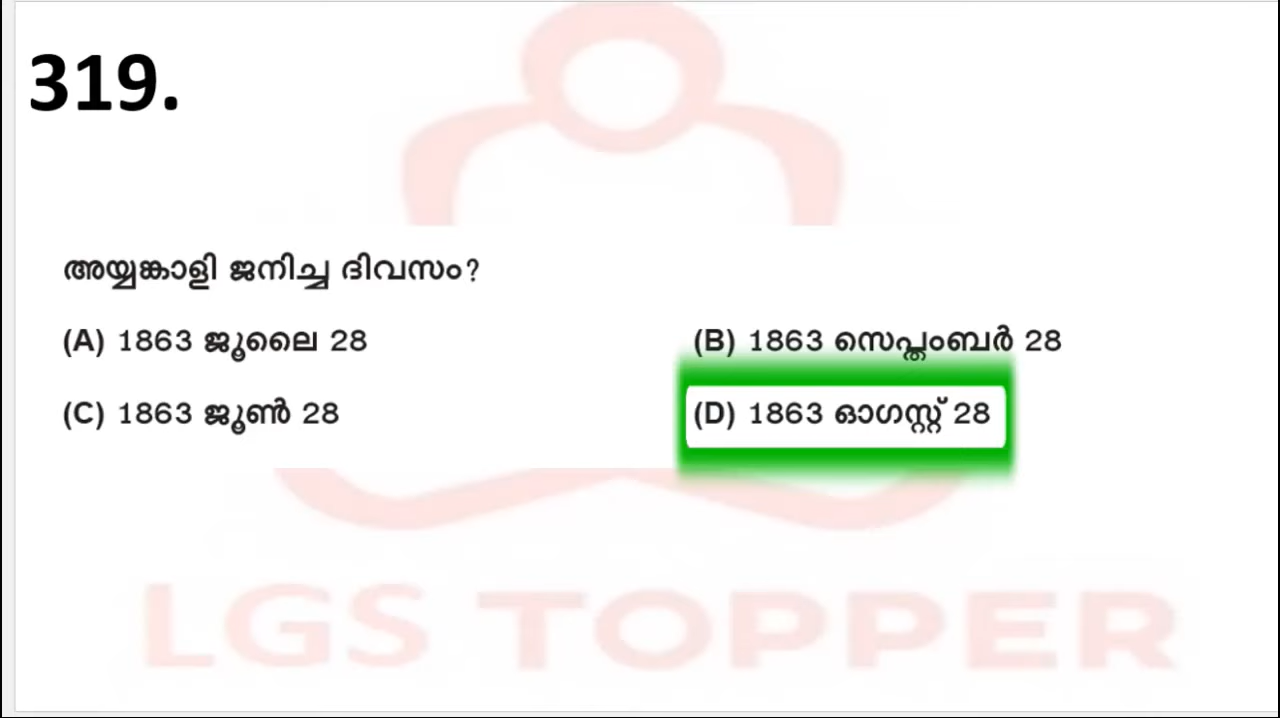 319.
അയ്യങ്കാളി ജനിച്ച ദിവസം?
(A) 1863 ജൂലൈ 28
(B) 1863 സെപ്തംബർ 28
(C) 1863 ജൂൺ 28
(D) 1863 ഓഗസ്റ്റ് 28
LGS TOPPER